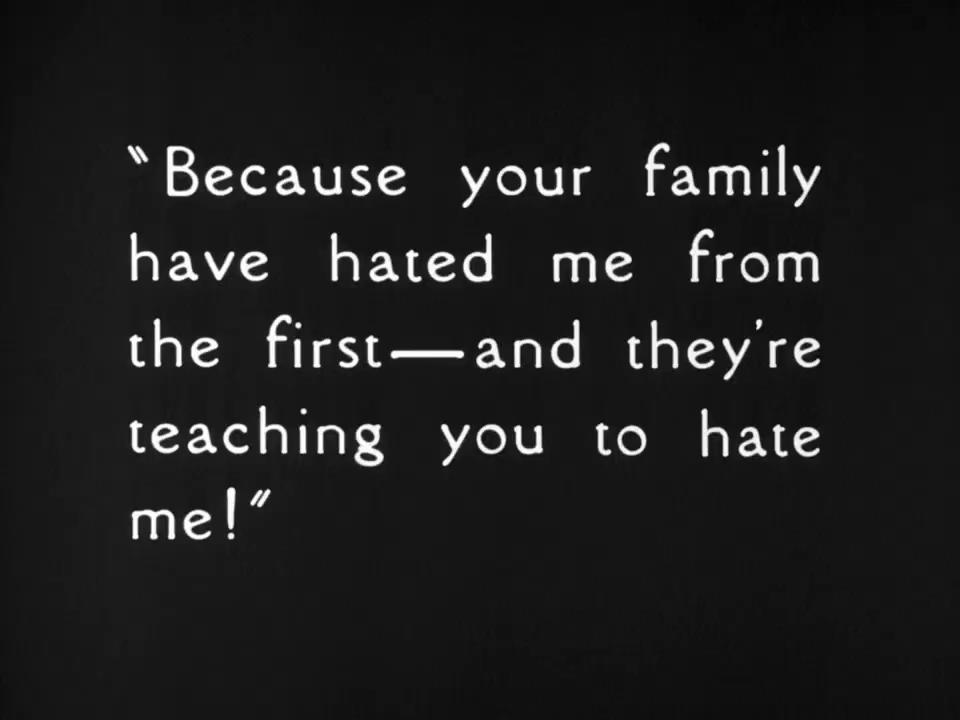 "Because your family
have hated me from
the first—and they're
teaching you to hate
me!"